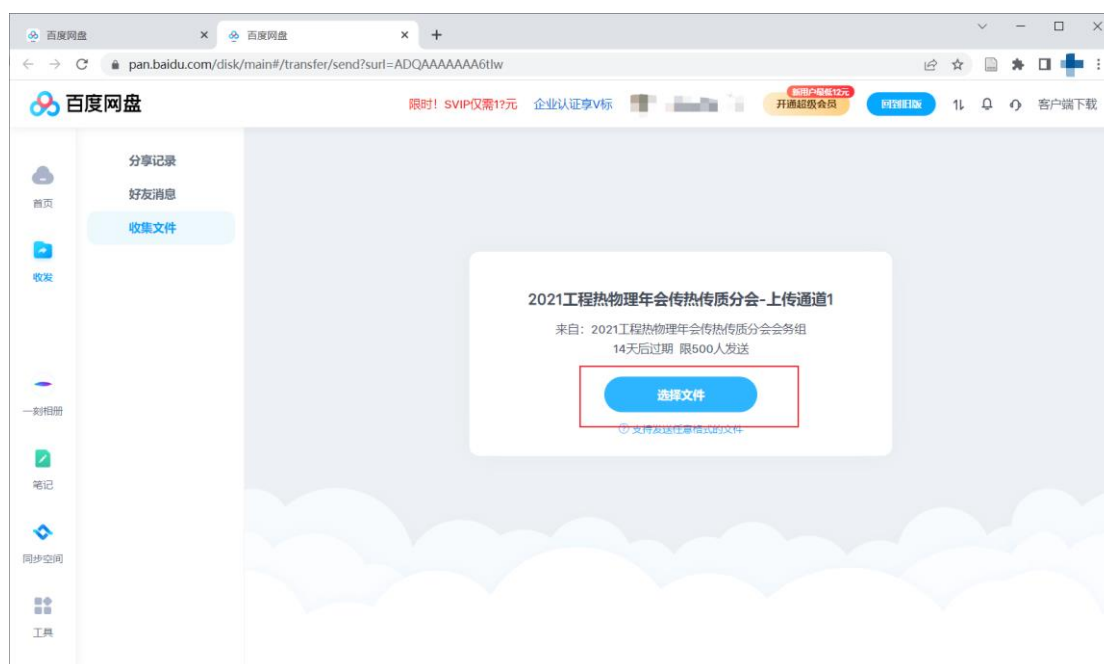 百度网盘
百度网盘
pan.baidu.com/disk/main#/transfer/send?surl=ADQAAAAAAA6tlw
百度网盘
限时！SVIP仅需1?元 企业认证享V标
新用户最低12元
开通超级会员
回到旧版
客户端下载
首页
收发
一刻相册
笔记
同步空间
工具
分享记录
好友消息
收集文件
2021工程热物理年会传热传质分会-上传通道1
来自：2021工程热物理年会传热传质分会会务组
14天后过期 限500人发送
选择文件
支持发送任意格式的文件